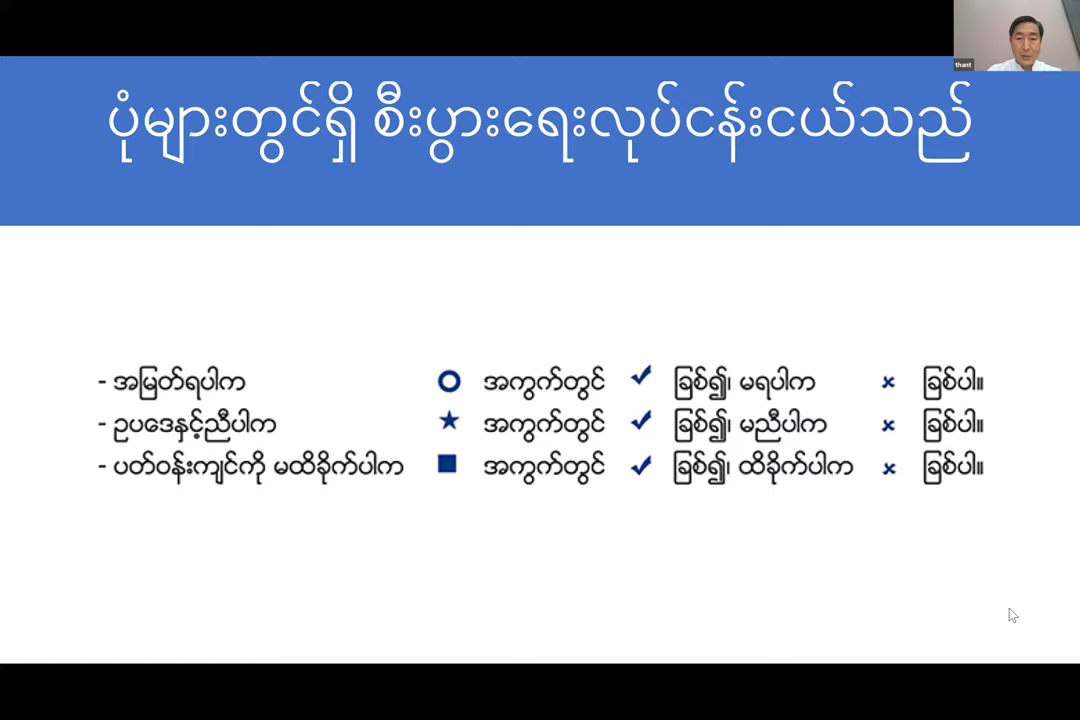 thant
ပုံများတွင်ရှိ စီးပွားရေးလုပ်ငန်းငယ်သည်
- အမြတ်ရပါက အကွက်တွင် ✓ ခြစ်၍၊ မရပါက × ခြစ်ပါ။
- ဥပဒေနှင့်ညီပါက ★ အကွက်တွင် ✓ ခြစ်၍၊ မညီပါက × ခြစ်ပါ။
- ပတ်ဝန်းကျင်ကို မထိခိုက်ပါက ■ အကွက်တွင် ✓ ခြစ်၍၊ ထိခိုက်ပါက × ခြစ်ပါ။